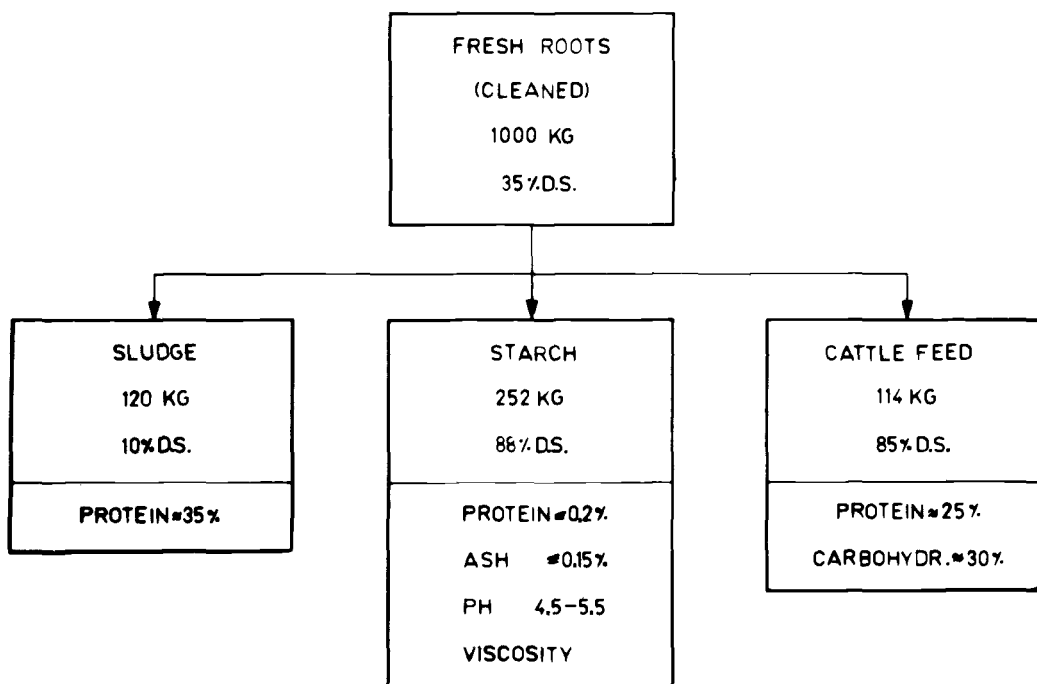 FRESH ROOTS
(CLEANED)
1000 KG
35% D.S.
SLUDGE
120 KG
10% D.S.
PROTEIN ≈ 35%
STARCH
252 KG
88% D.S.
PROTEIN ≈ 0.2%
ASH ≈ 0.15%
PH 4.5-5.5
VISCOSITY
CATTLE FEED
114 KG
85% D.S.
PROTEIN ≈ 25%
CARBOHYDR. ≈ 30%